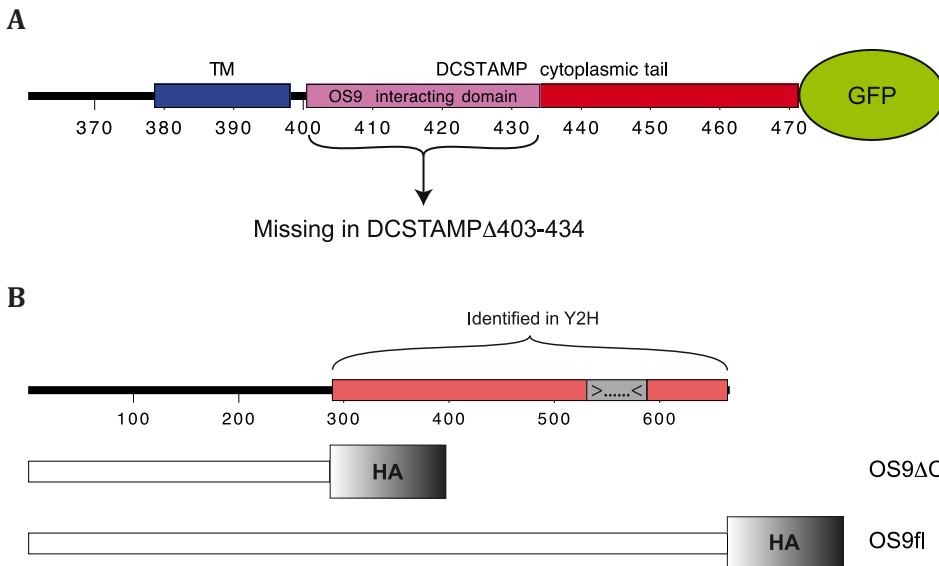 A
TM
DCSTAMP cytoplasmic tail
OS9 interacting domain
GFP
370 380 390 400 410 420 430 440 450 460 470
Missing in DCSTAMPΔ403-434
B
Identified in Y2H
>......<
100 200 300 400 500 600
HA
OS9ΔC
HA
OS9fl